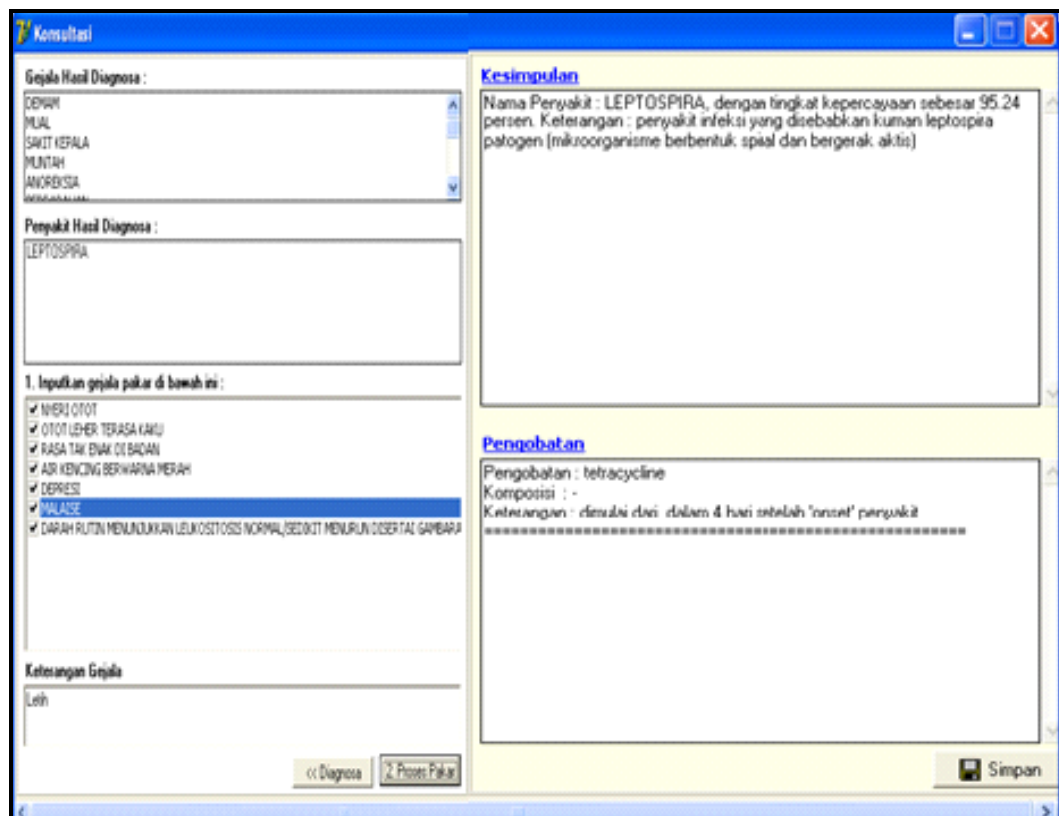 Konsultasi
Gejala Hasil Diagnosa :
DEMAM
MUAL
SAKIT KEPALA
MUNTAH
ANOREKSIA
Penyakit Hasil Diagnosa :
LEPTOSPIRA
1. Inputkan gejala pakar di bawah ini :
NYERI OTOT
OTOT LEHER TERASA KAKU
RASA TAK ENAK DI BADAN
AIR KENCING BERWARNA MERAH
DEPRESI
MALAISE
DARAH RUTIN MENUNJUKKAN LEUKOSITOSIS NORMAL/SEDIKIT MENURUN DISERTAI GAMBARA
Keterangan Gejala
Letih
<< Diagnosa
2. Proses Pakar
Kesimpulan
Nama Penyakit : LEPTOSPIRA, dengan tingkat kepercayaan sebesar 95.24
persen. Keterangan : penyakit infeksi yang disebabkan kuman leptospira
patogen (mikroorganisme berbentuk spial dan bergerak aktis)
Pengobatan
Pengobatan : tetracycline
Komposisi : -
Keterangan : dimulai dari dalam 4 hari setelah 'onset' penyakit
=====================================================
Simpan